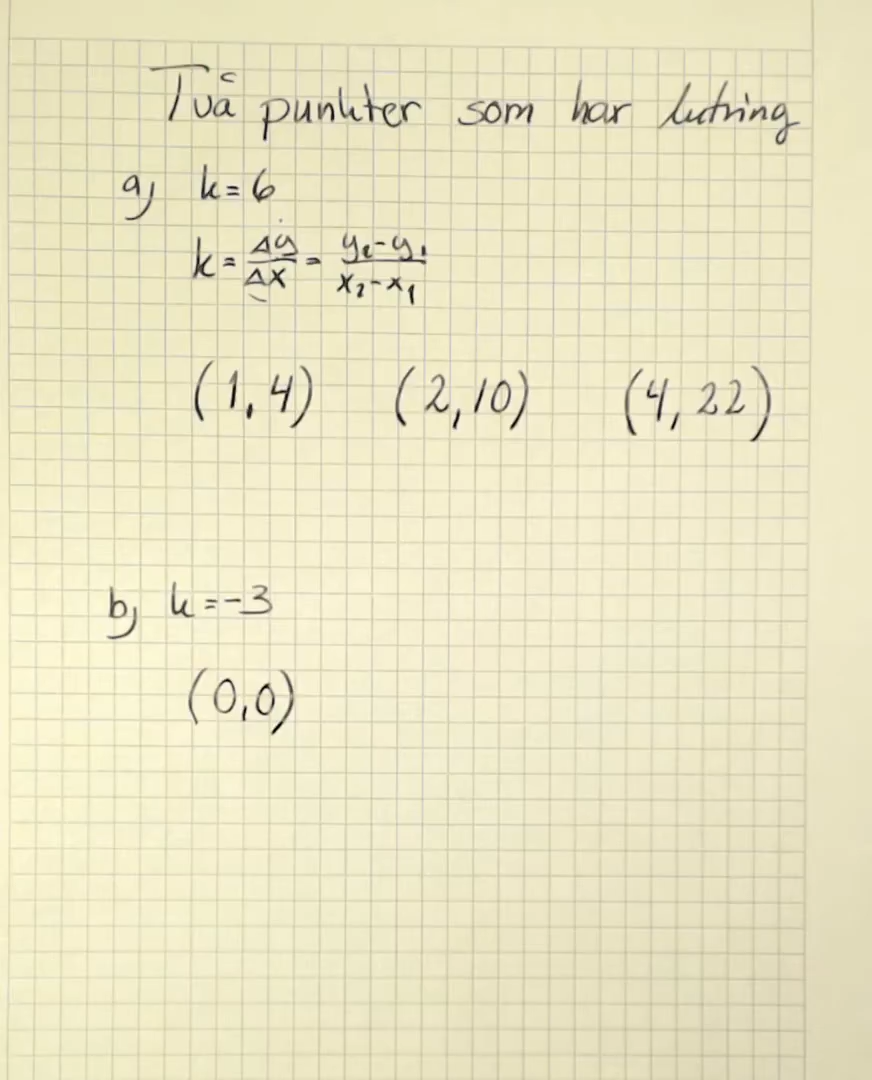 Två punkter som har lutning
a) k = 6
k = Δy/Δx = y₂-y₁/x₂-x₁
(1,4) (2,10) (4,22)
b) k = -3
(0,0)